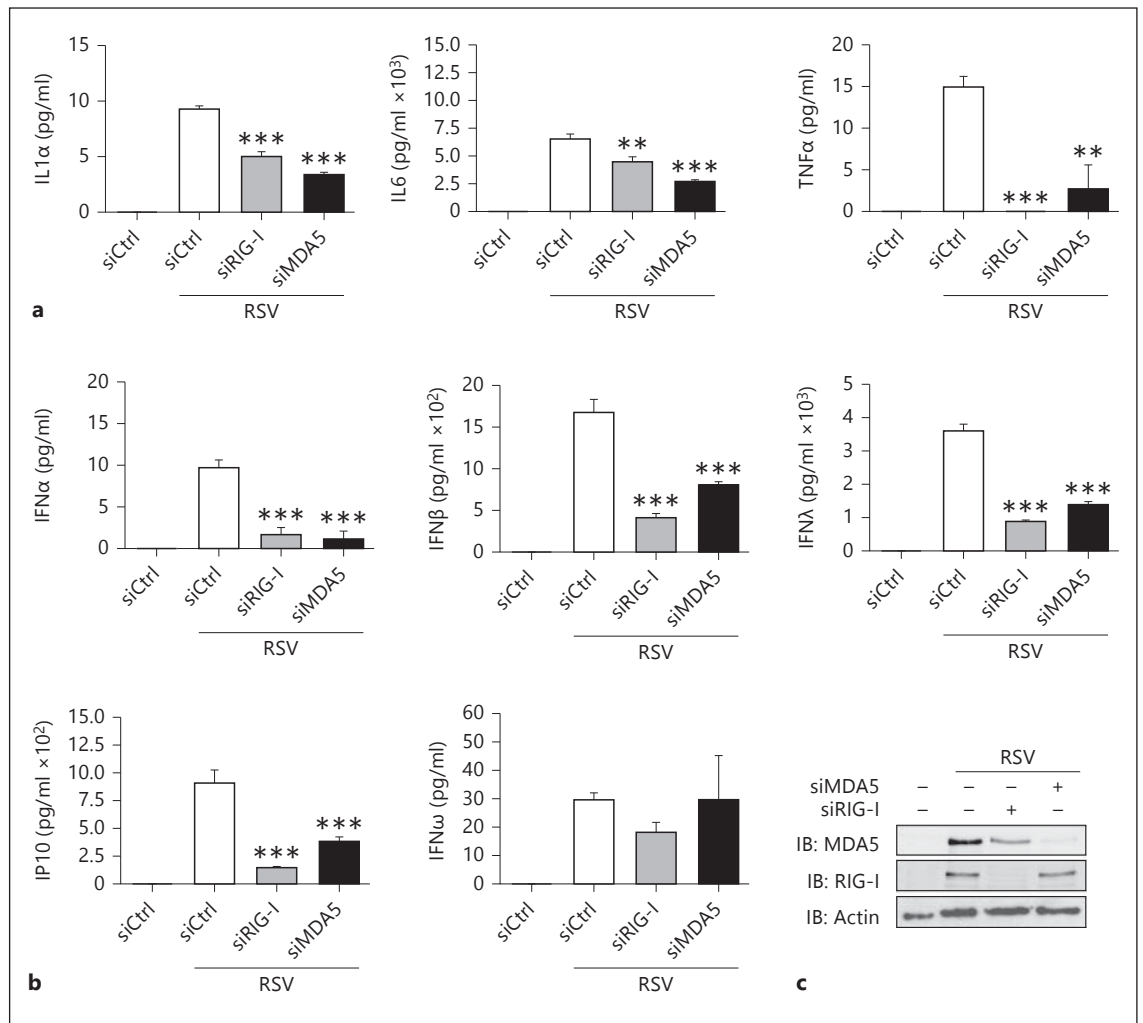 15
10
5
0
IL1α (pg/ml)
***
***
siCtrl
siCtrl
siRIG-I
siMDA5
RSV
15.0
12.5
10.0
7.5
5.0
2.5
0
IL6 (pg/ml ×10³)
**
***
siCtrl
siCtrl
siRIG-I
siMDA5
RSV
20
15
10
5
0
TNFα (pg/ml)
***
**
siCtrl
siCtrl
siRIG-I
siMDA5
RSV
a
20
15
10
5
0
IFNα (pg/ml)
***
***
siCtrl
siCtrl
siRIG-I
siMDA5
RSV
20
15
10
5
0
IFNβ (pg/ml ×10²)
***
***
siCtrl
siCtrl
siRIG-I
siMDA5
RSV
5
4
3
2
1
0
IFNλ (pg/ml ×10³)
***
***
siCtrl
siCtrl
siRIG-I
siMDA5
RSV
15.0
12.5
10.0
7.5
5.0
2.5
0
IP10 (pg/ml ×10²)
***
***
siCtrl
siCtrl
siRIG-I
siMDA5
RSV
60
50
40
30
20
10
0
IFNω (pg/ml)
siCtrl
siCtrl
siRIG-I
siMDA5
RSV
b
RSV
siMDA5 – – – +
siRIG-I – – + –
IB: MDA5
IB: RIG-I
IB: Actin
c